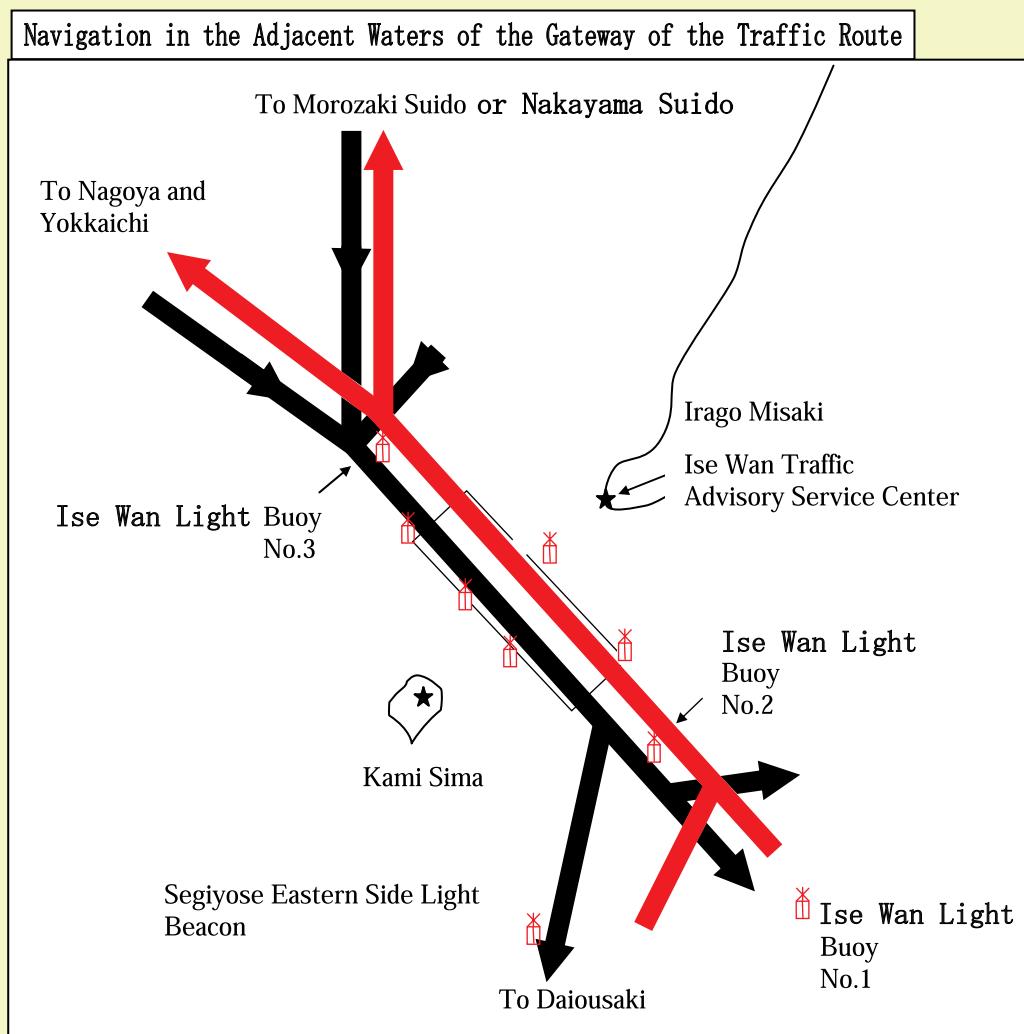 Navigation in the Adjacent Waters of the Gateway of the Traffic Route
To Morozaki Suido or Nakayama Suido
To Nagoya and
Yokkaichi
Irago Misaki
Ise Wan Traffic
Advisory Service Center
Ise Wan Light Buoy
No.3
Ise Wan Light
Buoy
No.2
Kami Sima
Segiyose Eastern Side Light
Beacon
Ise Wan Light
Buoy
No.1
To Daiousaki